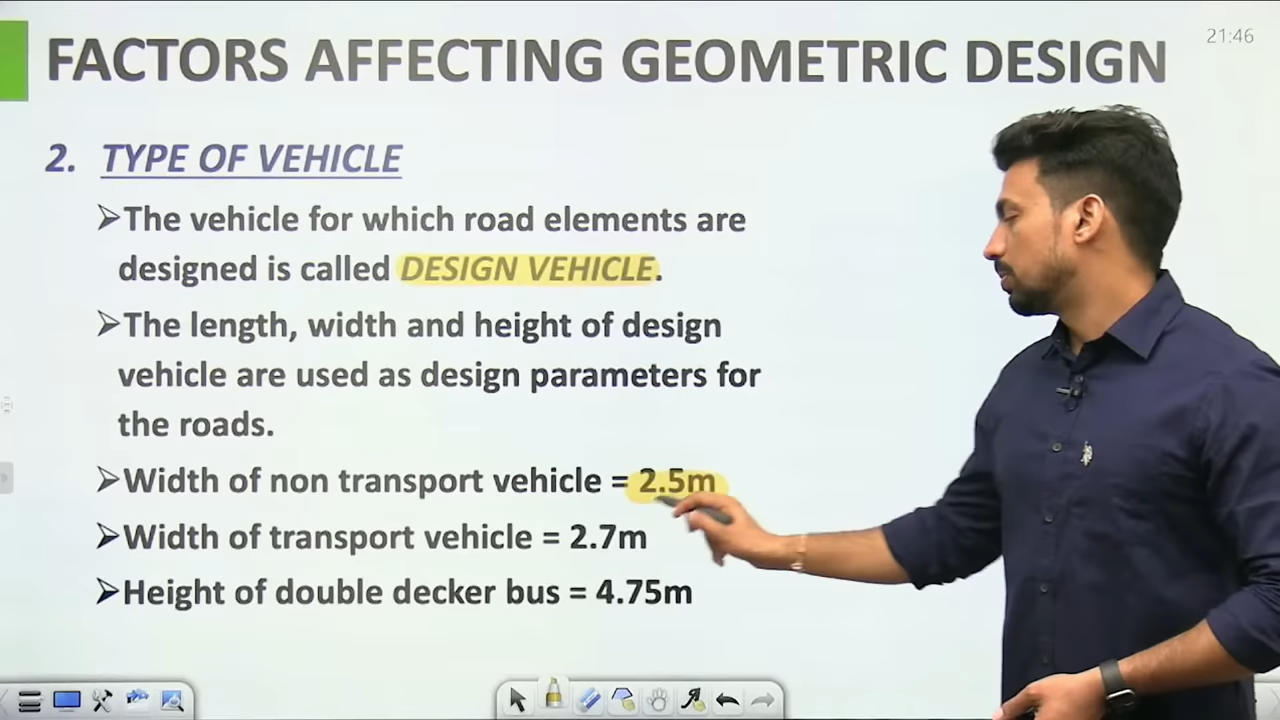 FACTORS AFFECTING GEOMETRIC DESIGN
21:46
2. TYPE OF VEHICLE
➢The vehicle for which road elements are
designed is called DESIGN VEHICLE.
➢The length, width and height of design
vehicle are used as design parameters for
the roads.
➢Width of non transport vehicle = 2.5m
➢Width of transport vehicle = 2.7m
➢Height of double decker bus = 4.75m